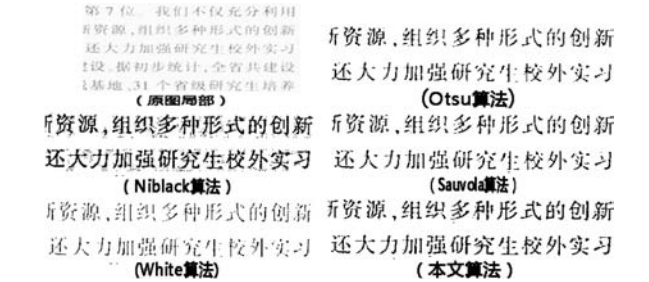 第7位。我们不仅充分利用
所资源,组织多种形式的创新
还大力加强研究生校外实习
建设。据初步统计,全省共建设
基地,31个省级研究生培养
(原图局部)
所资源,组织多种形式的创新
还大力加强研究生校外实习
(Otsu算法)
所资源,组织多种形式的创新
还大力加强研究生校外实习
(Niblack算法)
所资源,组织多种形式的创新
还大力加强研究生校外实习
(Sauvola算法)
所资源,组织多种形式的创新
还大力加强研究生校外实习
(White算法)
所资源,组织多种形式的创新
还大力加强研究生校外实习
(本文算法)